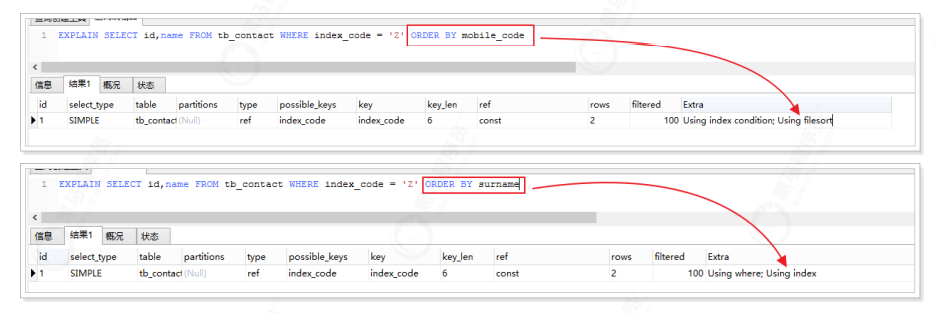 1 EXPLAIN SELECT id,name FROM tb_contact WHERE index_code = 'Z' ORDER BY mobile_code
信息 结果1 概况 状态
id select_type table partitions type possible_keys key key_len ref rows filtered Extra
1 SIMPLE tb_contact (Null) ref index_code index_code 6 const 2 100 Using index condition; Using filesort
1 EXPLAIN SELECT id,name FROM tb_contact WHERE index_code = 'Z' ORDER BY surname
信息 结果1 概况 状态
id select_type table partitions type possible_keys key key_len ref rows filtered Extra
1 SIMPLE tb_contact (Null) ref index_code index_code 6 const 2 100 Using where; Using index